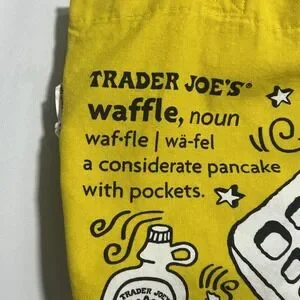 TRADER JOE'S®
waffle, noun
waf·fle | wä-fel
a considerate pancake
with pockets.
TRADER JOE'S